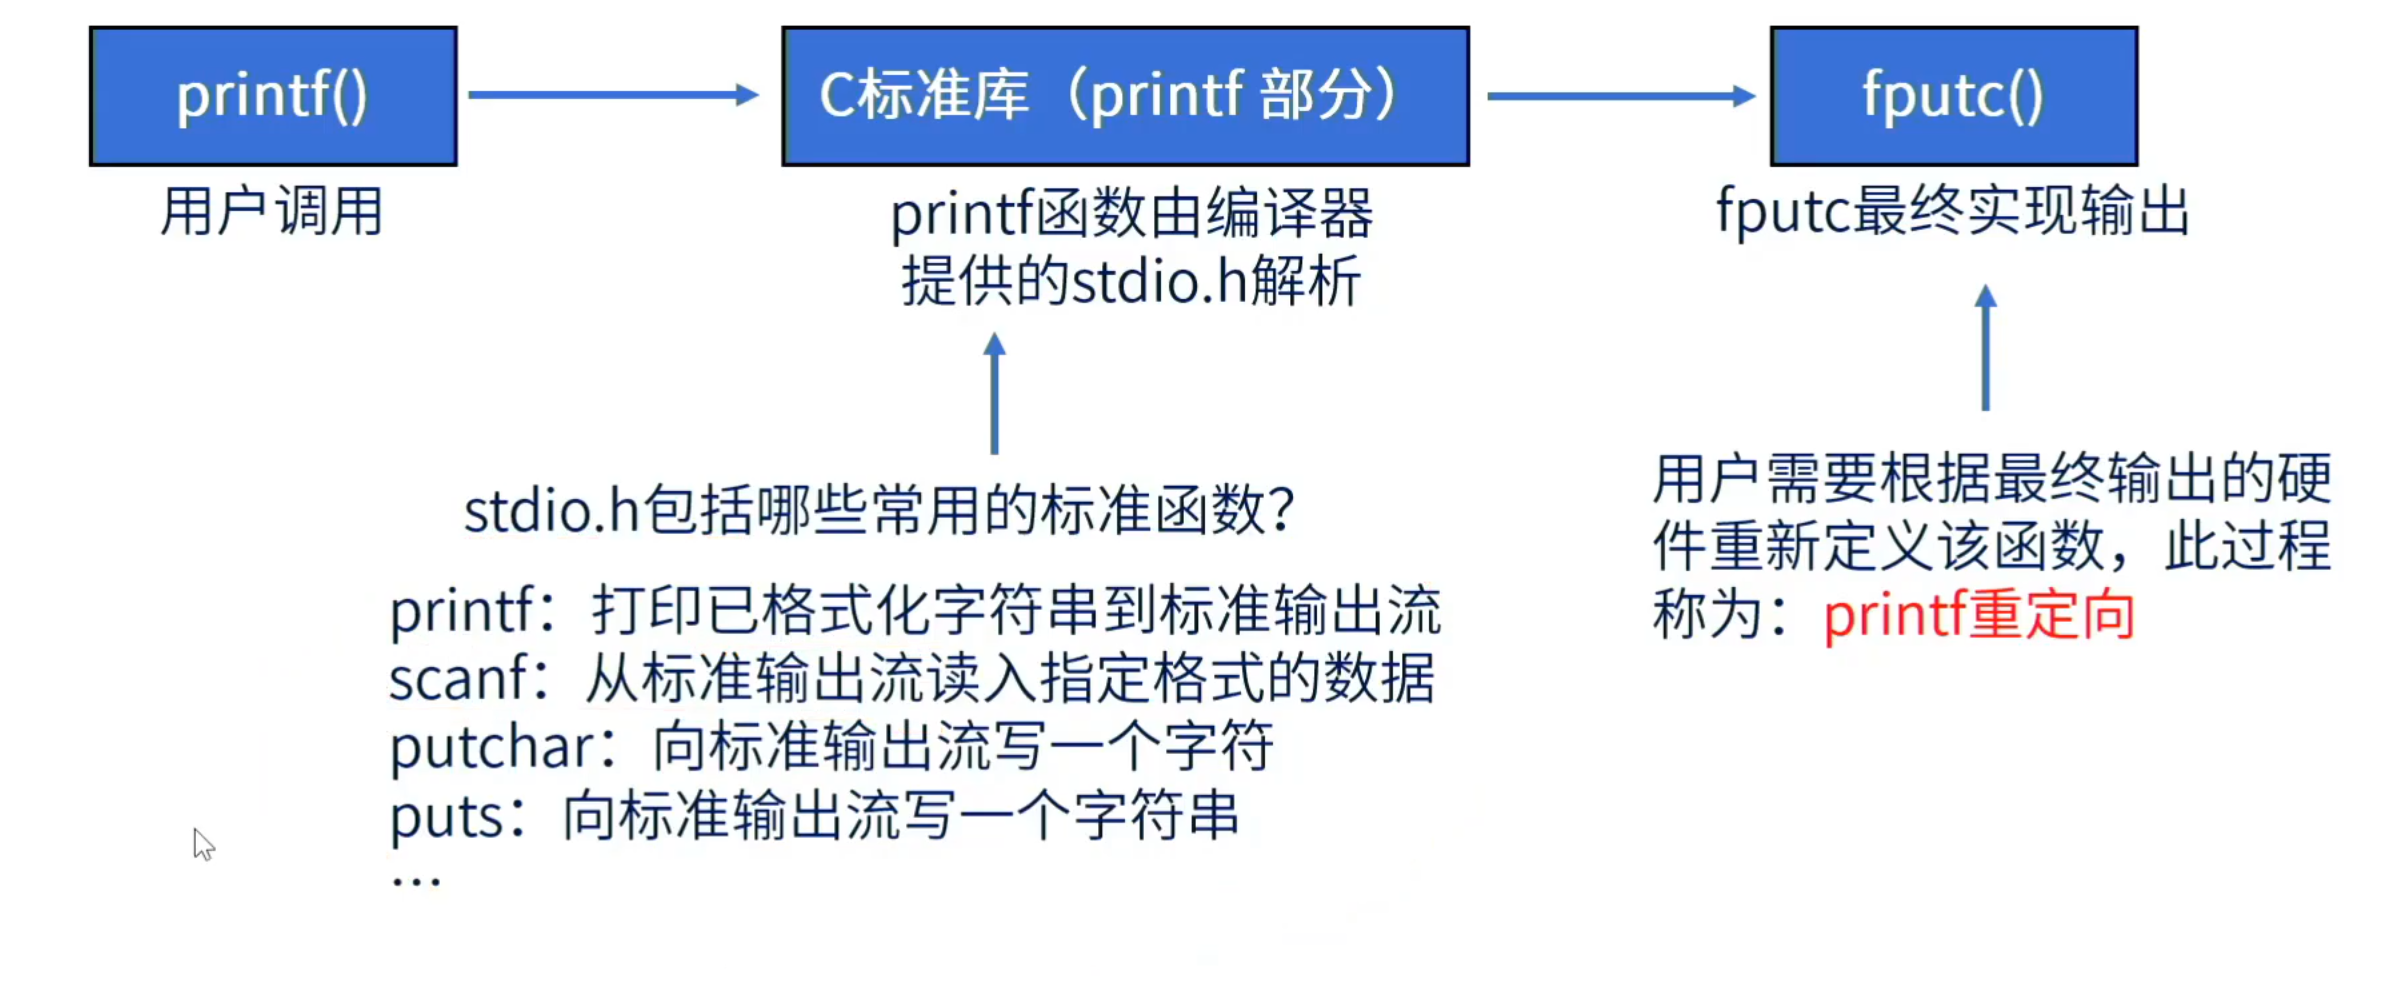 printf()
C标准库（printf 部分）
fputc()
用户调用
printf函数由编译器
提供的stdio.h解析
fputc最终实现输出
stdio.h包括哪些常用的标准函数？
printf：打印已格式化字符串到标准输出流
scanf：从标准输出流读入指定格式的数据
putchar：向标准输出流写一个字符
puts：向标准输出流写一个字符串
…
用户需要根据最终输出的硬
件重新定义该函数，此过程
称为：printf重定向